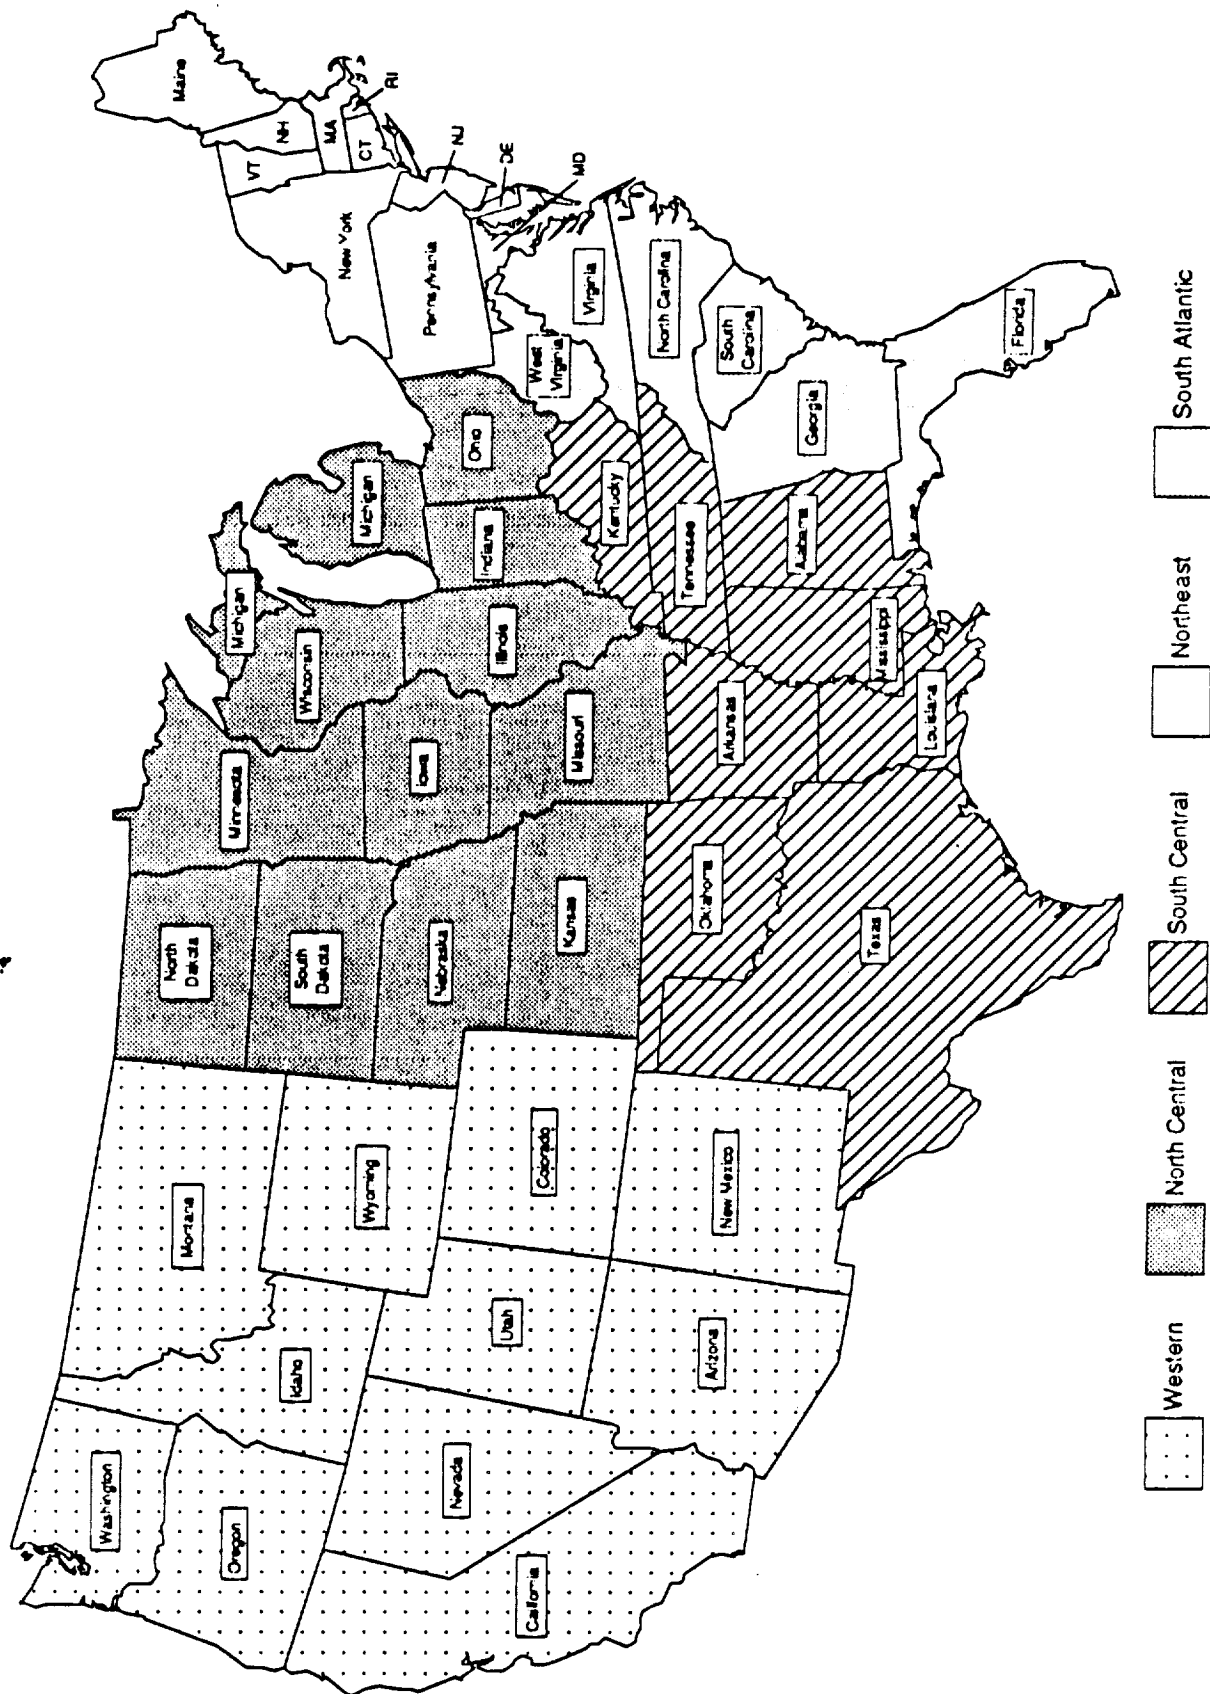 Washington
Oregon
California
Nevada
Idaho
Montana
Wyoming
Utah
Arizona
Colorado
New Mexico
North
Dakota
South
Dakota
Nebraska
Kansas
Oklahoma
Texas
Minnesota
Iowa
Missouri
Arkansas
Louisiana
Wisconsin
Illinois
Michigan
Michigan
Indiana
Ohio
Kentucky
Tennessee
Mississippi
Alabama
Georgia
Florida
South
Carolina
North Carolina
Virginia
West
Virginia
Pennsylvania
New York
VT
NH
Maine
MA
CT
RI
NJ
DE
MD
Western
North Central
South Central
Northeast
South Atlantic